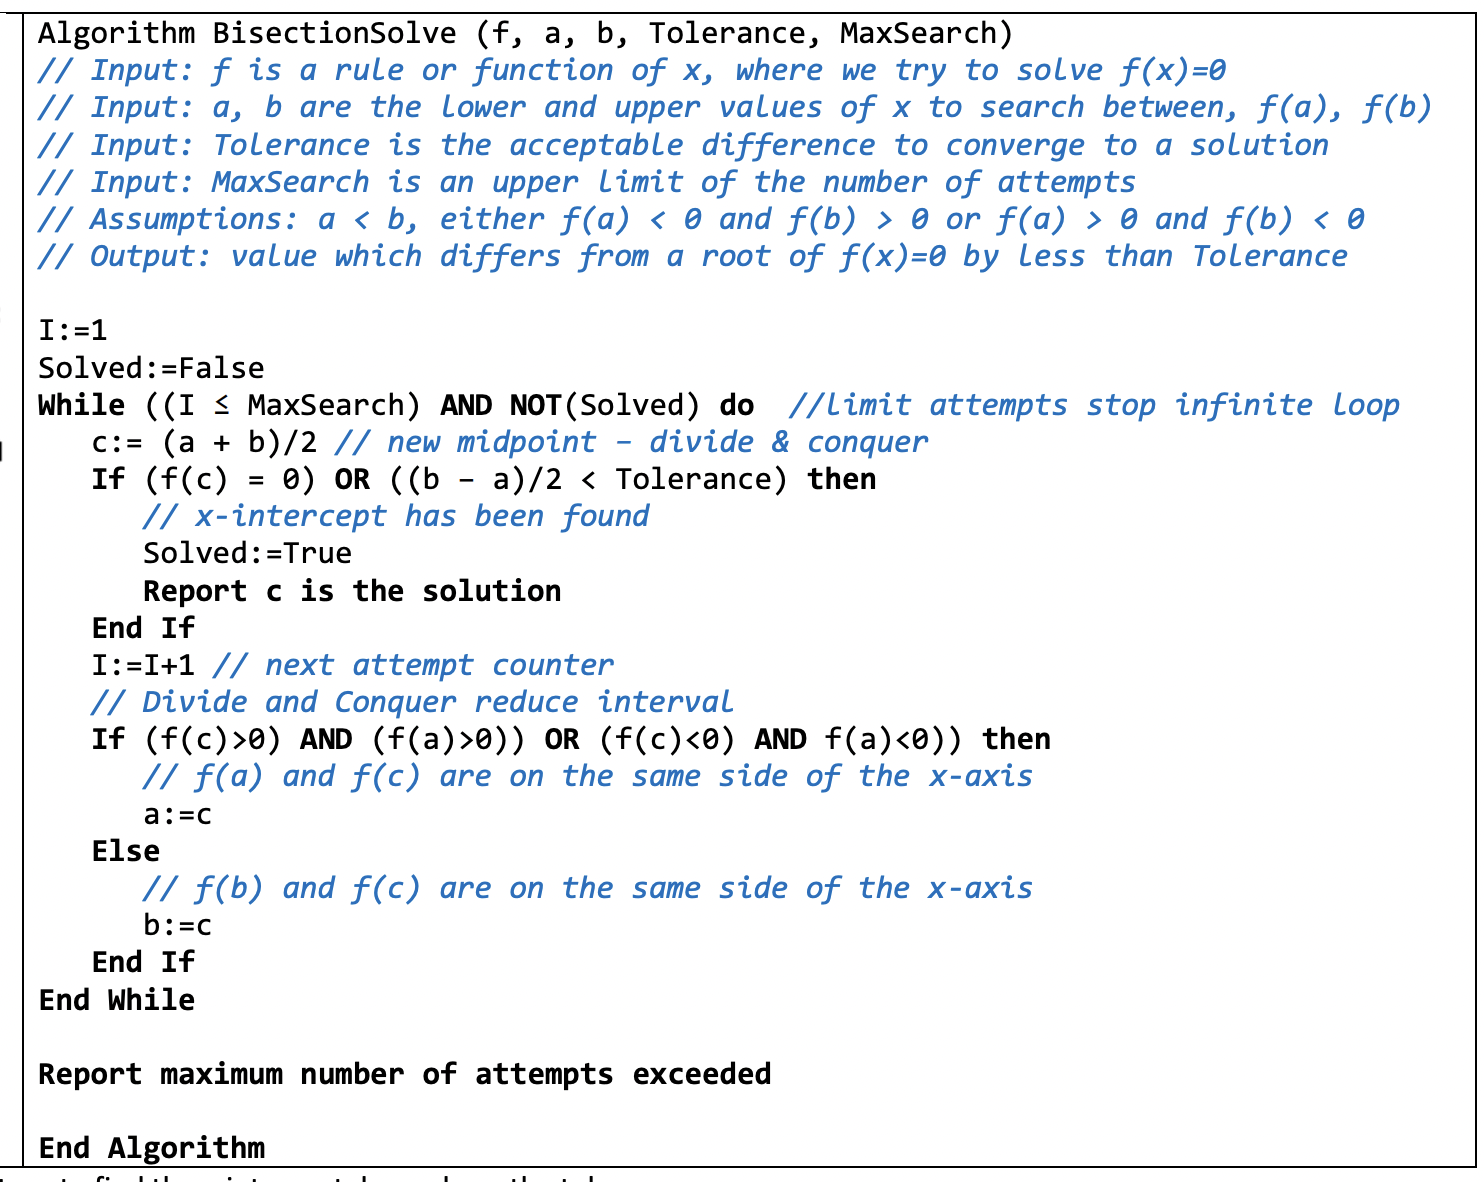 Algorithm BisectionSolve (f, a, b, Tolerance, MaxSearch)
// Input: f is a rule or function of x, where we try to solve f(x)=0
// Input: a, b are the lower and upper values of x to search between, f(a), f(b)
// Input: Tolerance is the acceptable difference to converge to a solution
// Input: MaxSearch is an upper limit of the number of attempts
// Assumptions: a < b, either f(a) < 0 and f(b) > 0 or f(a) > 0 and f(b) < 0
// Output: value which differs from a root of f(x)=0 by less than Tolerance
I:=1
Solved:=False
While ((I ≤ MaxSearch) AND NOT(Solved) do //limit attempts stop infinite loop
c:= (a + b)/2 // new midpoint – divide & conquer
If (f(c) = 0) OR ((b – a)/2 < Tolerance) then
// x-intercept has been found
Solved:=True
Report c is the solution
End If
I:=I+1 // next attempt counter
// Divide and Conquer reduce interval
If (f(c)>0) AND (f(a)>0)) OR (f(c)<0) AND f(a)<0)) then
// f(a) and f(c) are on the same side of the x-axis
a:=c
Else
// f(b) and f(c) are on the same side of the x-axis
b:=c
End If
End While
Report maximum number of attempts exceeded
End Algorithm